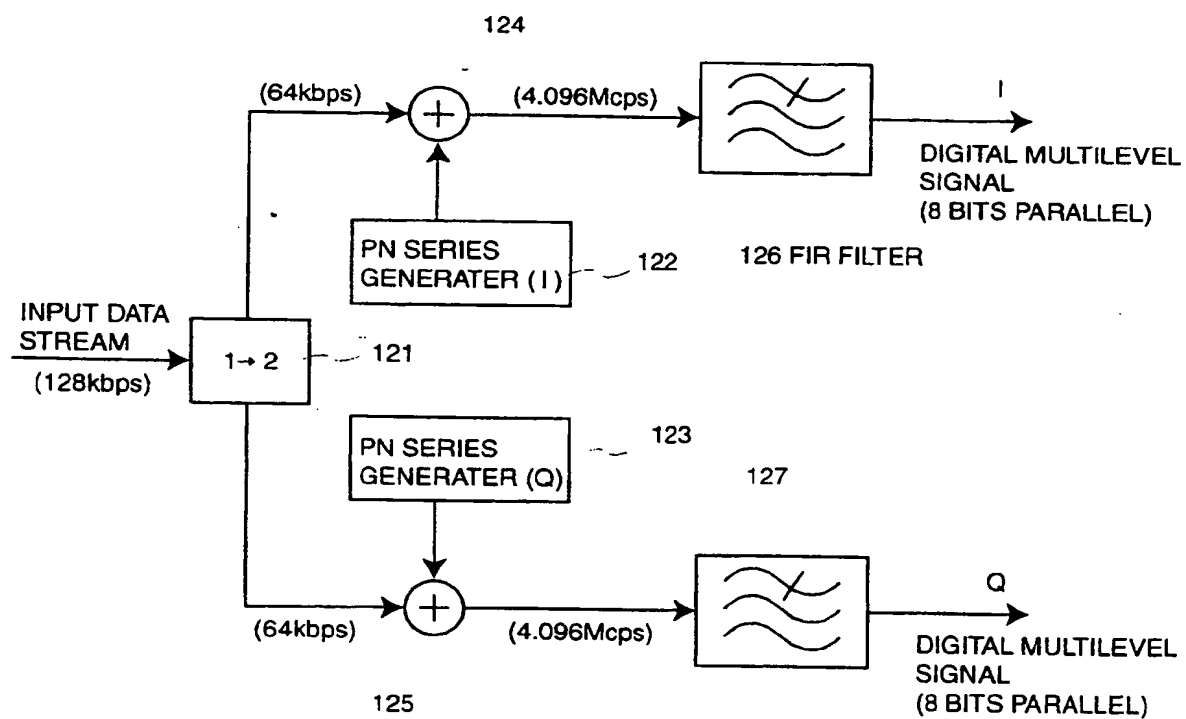 124
(64kbps)
(4.096Mcps)
I
DIGITAL MULTILEVEL
SIGNAL
(8 BITS PARALLEL)
PN SERIES
GENERATER (I)
122
126 FIR FILTER
INPUT DATA
STREAM
(128kbps)
1→ 2
121
PN SERIES
GENERATER (Q)
123
127
(64kbps)
(4.096Mcps)
Q
DIGITAL MULTILEVEL
SIGNAL
(8 BITS PARALLEL)
125